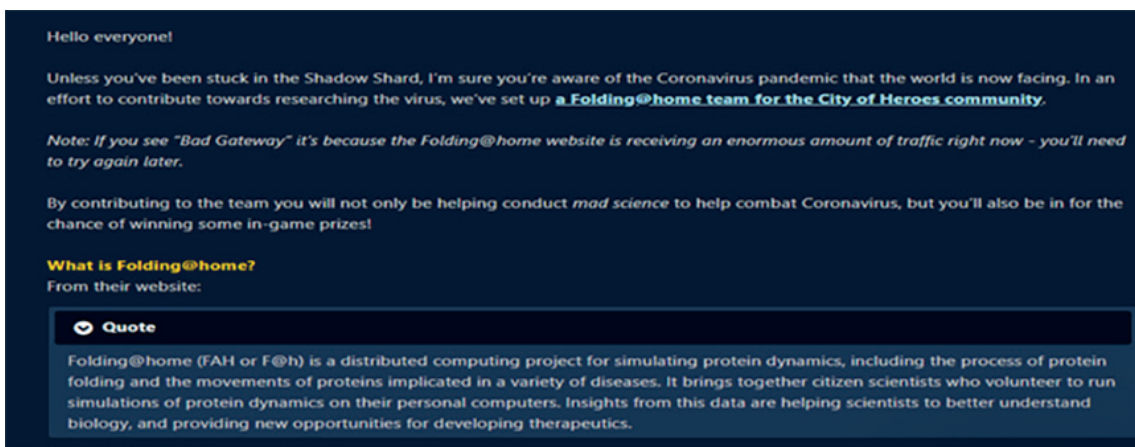 Hello everyone!
Unless you've been stuck in the Shadow Shard, I'm sure you're aware of the Coronavirus pandemic that the world is now facing. In an
effort to contribute towards researching the virus, we've set up a Folding@home team for the City of Heroes community.
Note: If you see "Bad Gateway" it's because the Folding@home website is receiving an enormous amount of traffic right now - you'll need
to try again later.
By contributing to the team you will not only be helping conduct mad science to help combat Coronavirus, but you'll also be in for the
chance of winning some in-game prizes!
What is Folding@home?
From their website:
Quote
Folding@home (FAH or F@h) is a distributed computing project for simulating protein dynamics, including the process of protein
folding and the movements of proteins implicated in a variety of diseases. It brings together citizen scientists who volunteer to run
simulations of protein dynamics on their personal computers. Insights from this data are helping scientists to better understand
biology, and providing new opportunities for developing therapeutics.